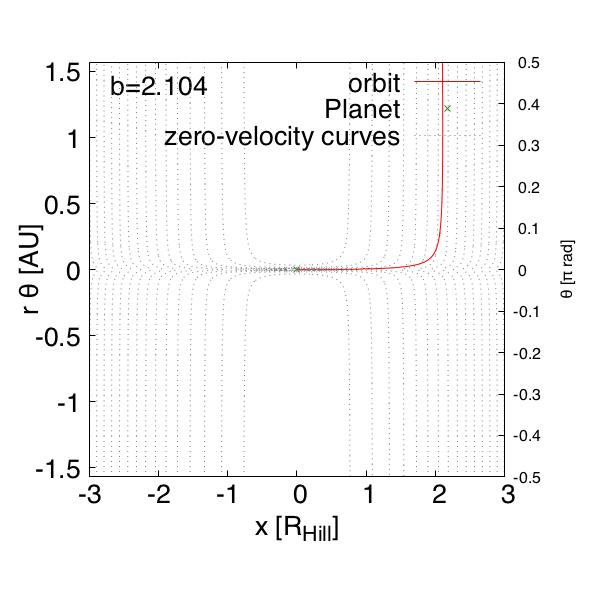 b=2.104
orbit
Planet
zero-velocity curves
1.5
1
0.5
0
-0.5
-1
-1.5
r θ [AU]
0.5
0.4
0.3
0.2
0.1
0
-0.1
-0.2
-0.3
-0.4
-0.5
θ [π rad]
-3 -2 -1 0 1 2 3
x [R_Hill]